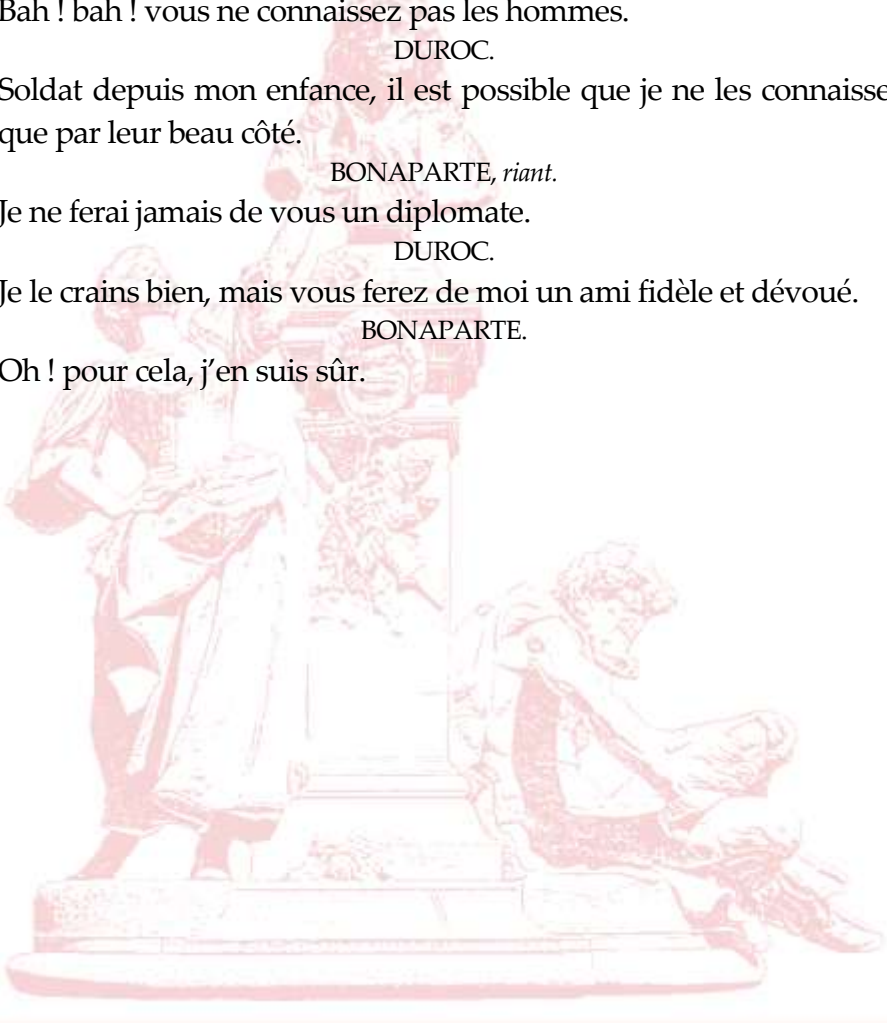 Bah ! bah ! vous ne connaissez pas les hommes.
DUROC.
Soldat depuis mon enfance, il est possible que je ne les connaisse
que par leur beau côté.
BONAPARTE, riant.
Je ne ferai jamais de vous un diplomate.
DUROC.
Je le crains bien, mais vous ferez de moi un ami fidèle et dévoué.
BONAPARTE.
Oh ! pour cela, j’en suis sûr.